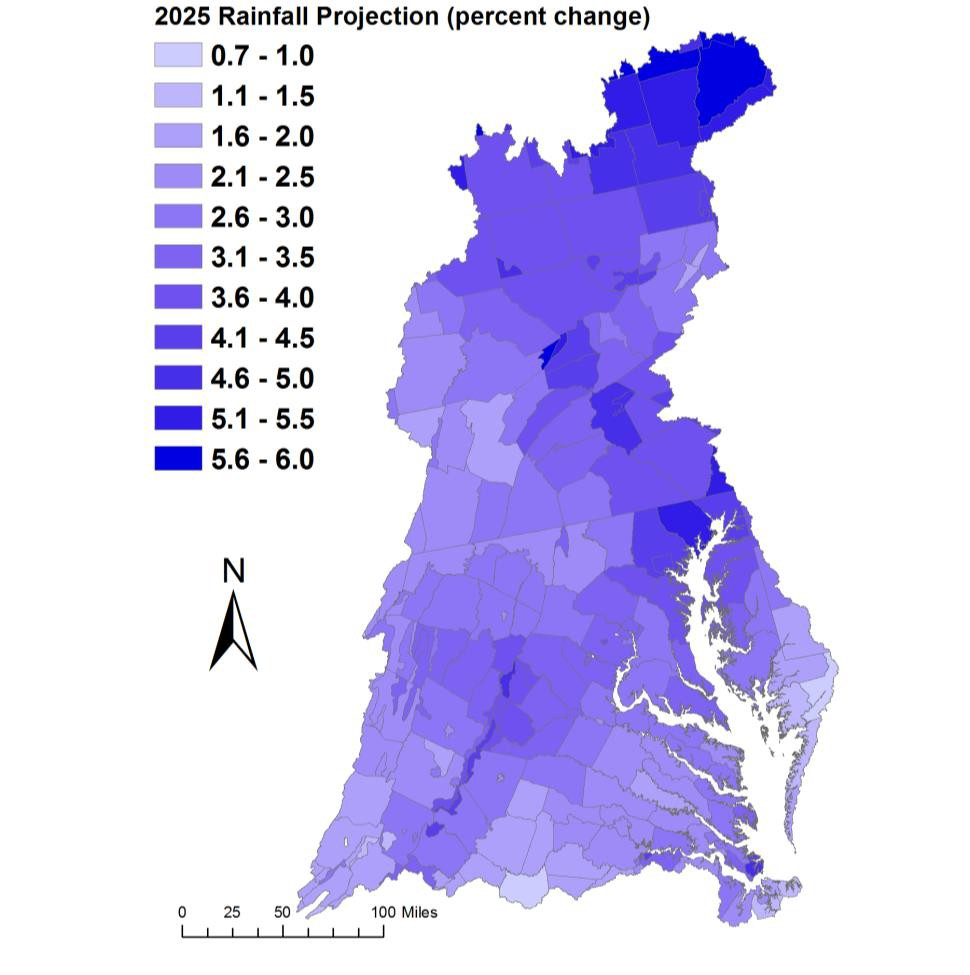 2025 Rainfall Projection (percent change)
0.7 - 1.0
1.1 - 1.5
1.6 - 2.0
2.1 - 2.5
2.6 - 3.0
3.1 - 3.5
3.6 - 4.0
4.1 - 4.5
4.6 - 5.0
5.1 - 5.5
5.6 - 6.0
N
0 25 50 100 Miles